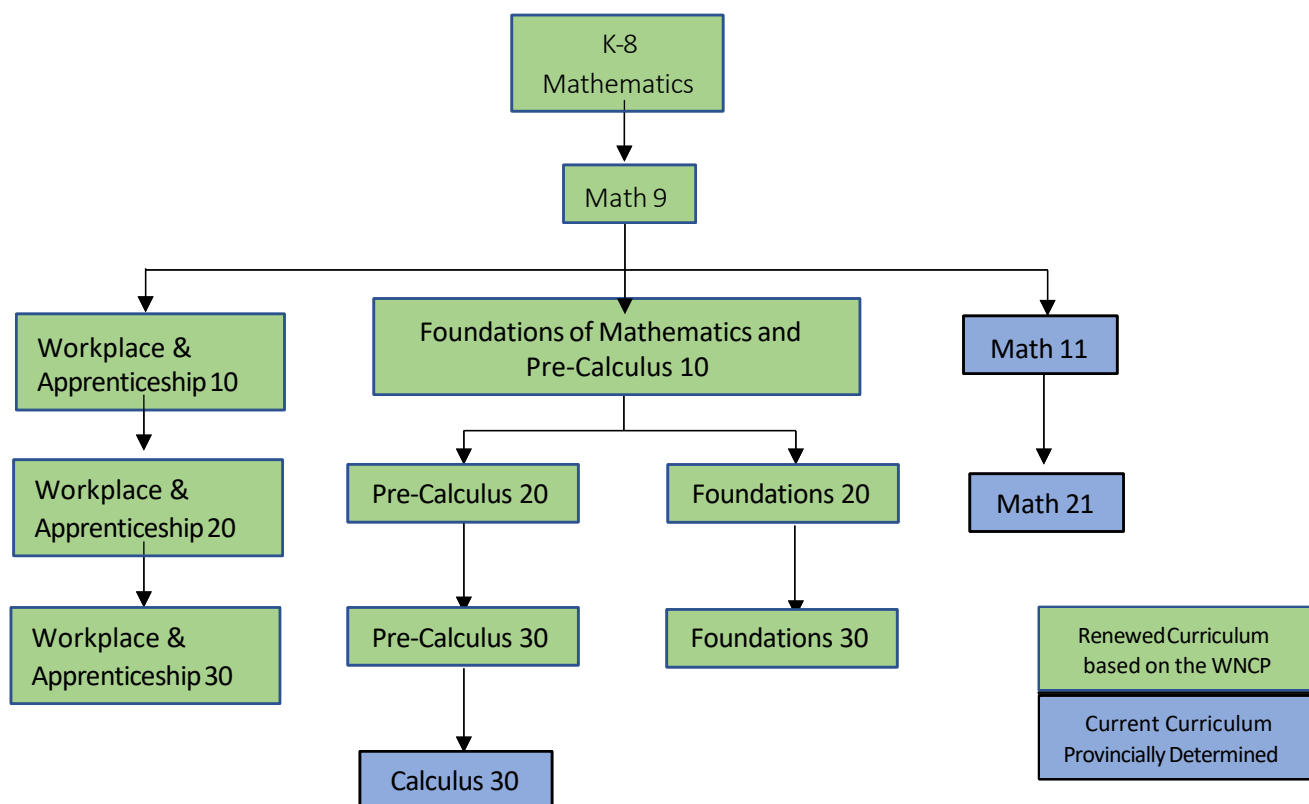 K-8
Mathematics
Math 9
Workplace &
Apprenticeship 10
Foundations of Mathematics and
Pre-Calculus 10
Math 11
Workplace &
Apprenticeship 20
Pre-Calculus 20
Foundations 20
Math 21
Workplace &
Apprenticeship 30
Pre-Calculus 30
Foundations 30
Calculus 30
Renewed Curriculum
based on the WNCP
Current Curriculum
Provincially Determined